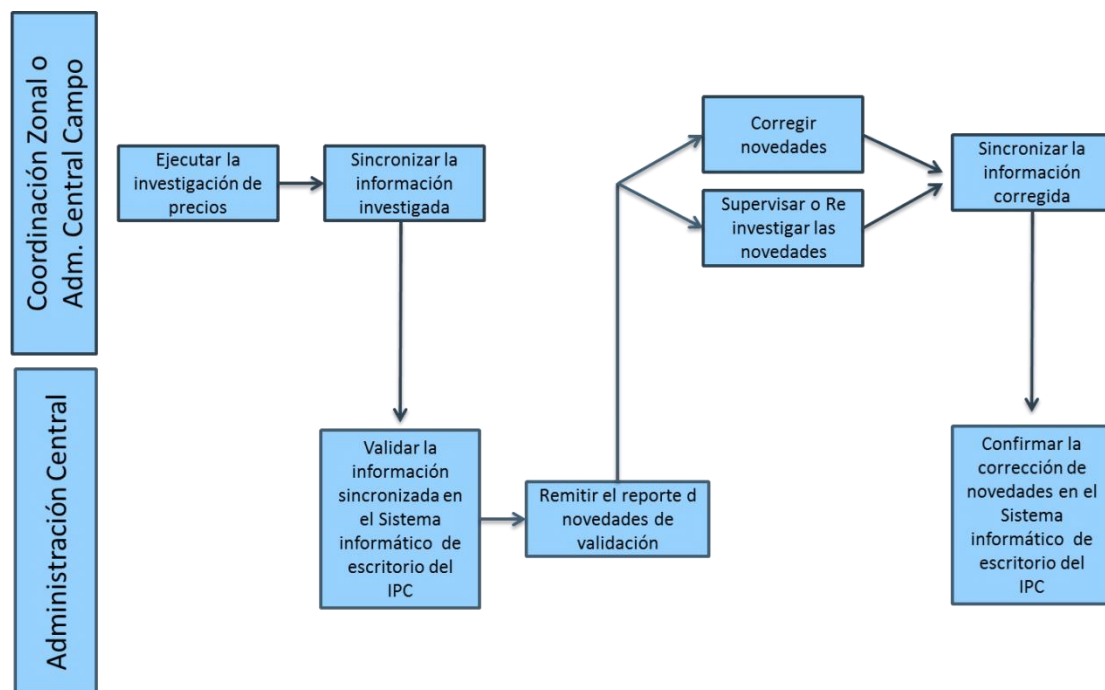 Coordinación Zonal o
Adm. Central Campo
Ejecutar la
investigación de
precios
Sincronizar la
información
investigada
Corregir
novedades
Supervisar o Re
investigar las
novedades
Sincronizar la
información
corregida
Administración Central
Validar la
información
sincronizada en
el Sistema
informático de
escritorio del
IPC
Remitir el reporte d
novedades de
validación
Confirmar la
corrección de
novedades en el
Sistema
informático de
escritorio del
IPC